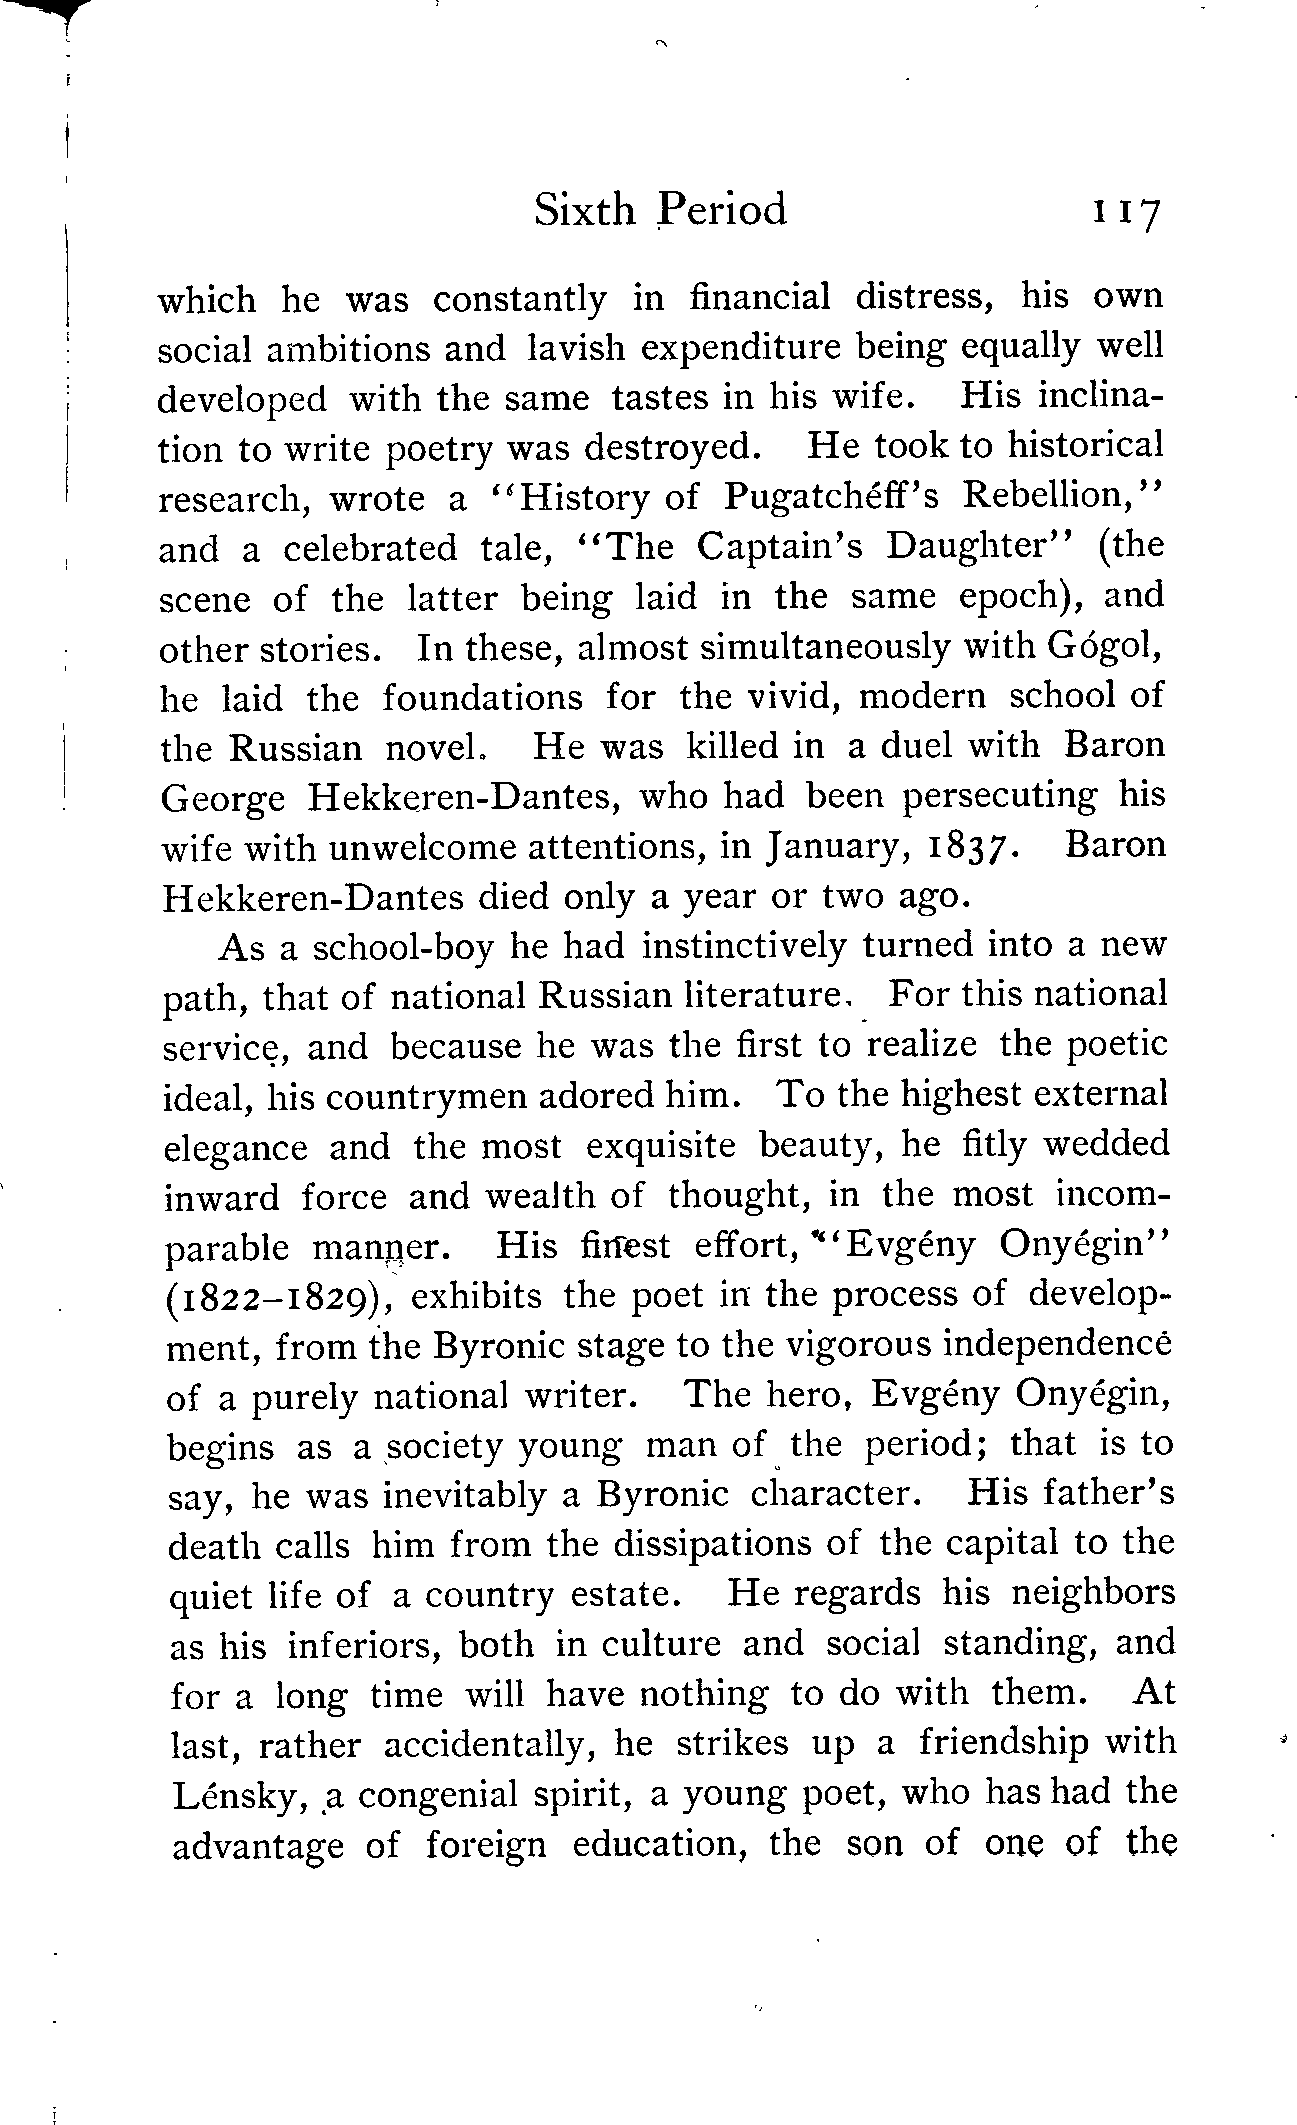 Sixth Period 117
which he was constantly in financial distress, his own
social ambitions and lavish expenditure being equally well
developed with the same tastes in his wife. His inclina-
tion to write poetry was destroyed. He took to historical
research, wrote a "History of Pugatchéff's Rebellion,"
and a celebrated tale, "The Captain's Daughter" (the
scene of the latter being laid in the same epoch), and
other stories. In these, almost simultaneously with Gógol,
he laid the foundations for the vivid, modern school of
the Russian novel. He was killed in a duel with Baron
George Hekkeren-Dantes, who had been persecuting his
wife with unwelcome attentions, in January, 1837. Baron
Hekkeren-Dantes died only a year or two ago.
As a school-boy he had instinctively turned into a new
path, that of national Russian literature. For this national
service, and because he was the first to realize the poetic
ideal, his countrymen adored him. To the highest external
elegance and the most exquisite beauty, he fitly wedded
inward force and wealth of thought, in the most incom-
parable manner. His finest effort, "Evgény Onyégin"
(1822–1829), exhibits the poet in the process of develop-
ment, from the Byronic stage to the vigorous independence
of a purely national writer. The hero, Evgény Onyégin,
begins as a society young man of the period; that is to
say, he was inevitably a Byronic character. His father's
death calls him from the dissipations of the capital to the
quiet life of a country estate. He regards his neighbors
as his inferiors, both in culture and social standing, and
for a long time will have nothing to do with them. At
last, rather accidentally, he strikes up a friendship with
Lénsky, a congenial spirit, a young poet, who has had the
advantage of foreign education, the son of one of the